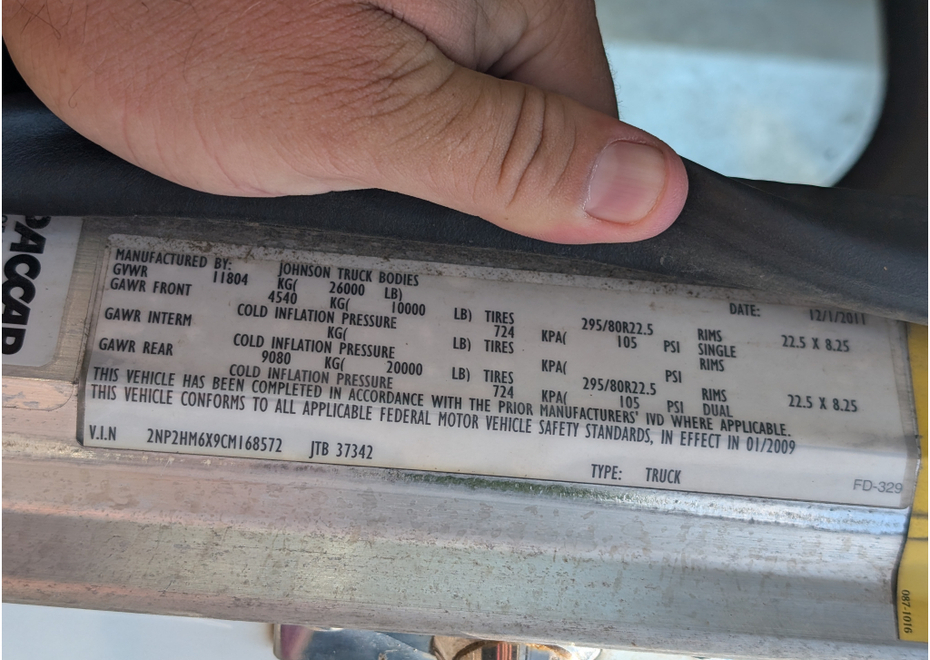 PACCAR
MANUFACTURED BY: JOHNSON TRUCK BODIES DATE: 12/1/2011
GVWR 11804 KG( 26000 LB)
GAWR FRONT 4540 KG( 10000 LB) TIRES 295/80R22.5 RIMS 22.5 X 8.25
COLD INFLATION PRESSURE 724 KPA( 105 PSI SINGLE
GAWR INTERM KG( LB) TIRES RIMS
COLD INFLATION PRESSURE KPA( PSI
GAWR REAR 9080 KG( 20000 LB) TIRES 295/80R22.5 RIMS 22.5 X 8.25
COLD INFLATION PRESSURE 724 KPA( 105 PSI DUAL
THIS VEHICLE HAS BEEN COMPLETED IN ACCORDANCE WITH THE PRIOR MANUFACTURERS' IVD WHERE APPLICABLE.
THIS VEHICLE CONFORMS TO ALL APPLICABLE FEDERAL MOTOR VEHICLE SAFETY STANDARDS, IN EFFECT IN 01/2009
V.I.N 2NP2HM6X9CM168572 JTB 37342 TYPE: TRUCK
FD-329
087-1016